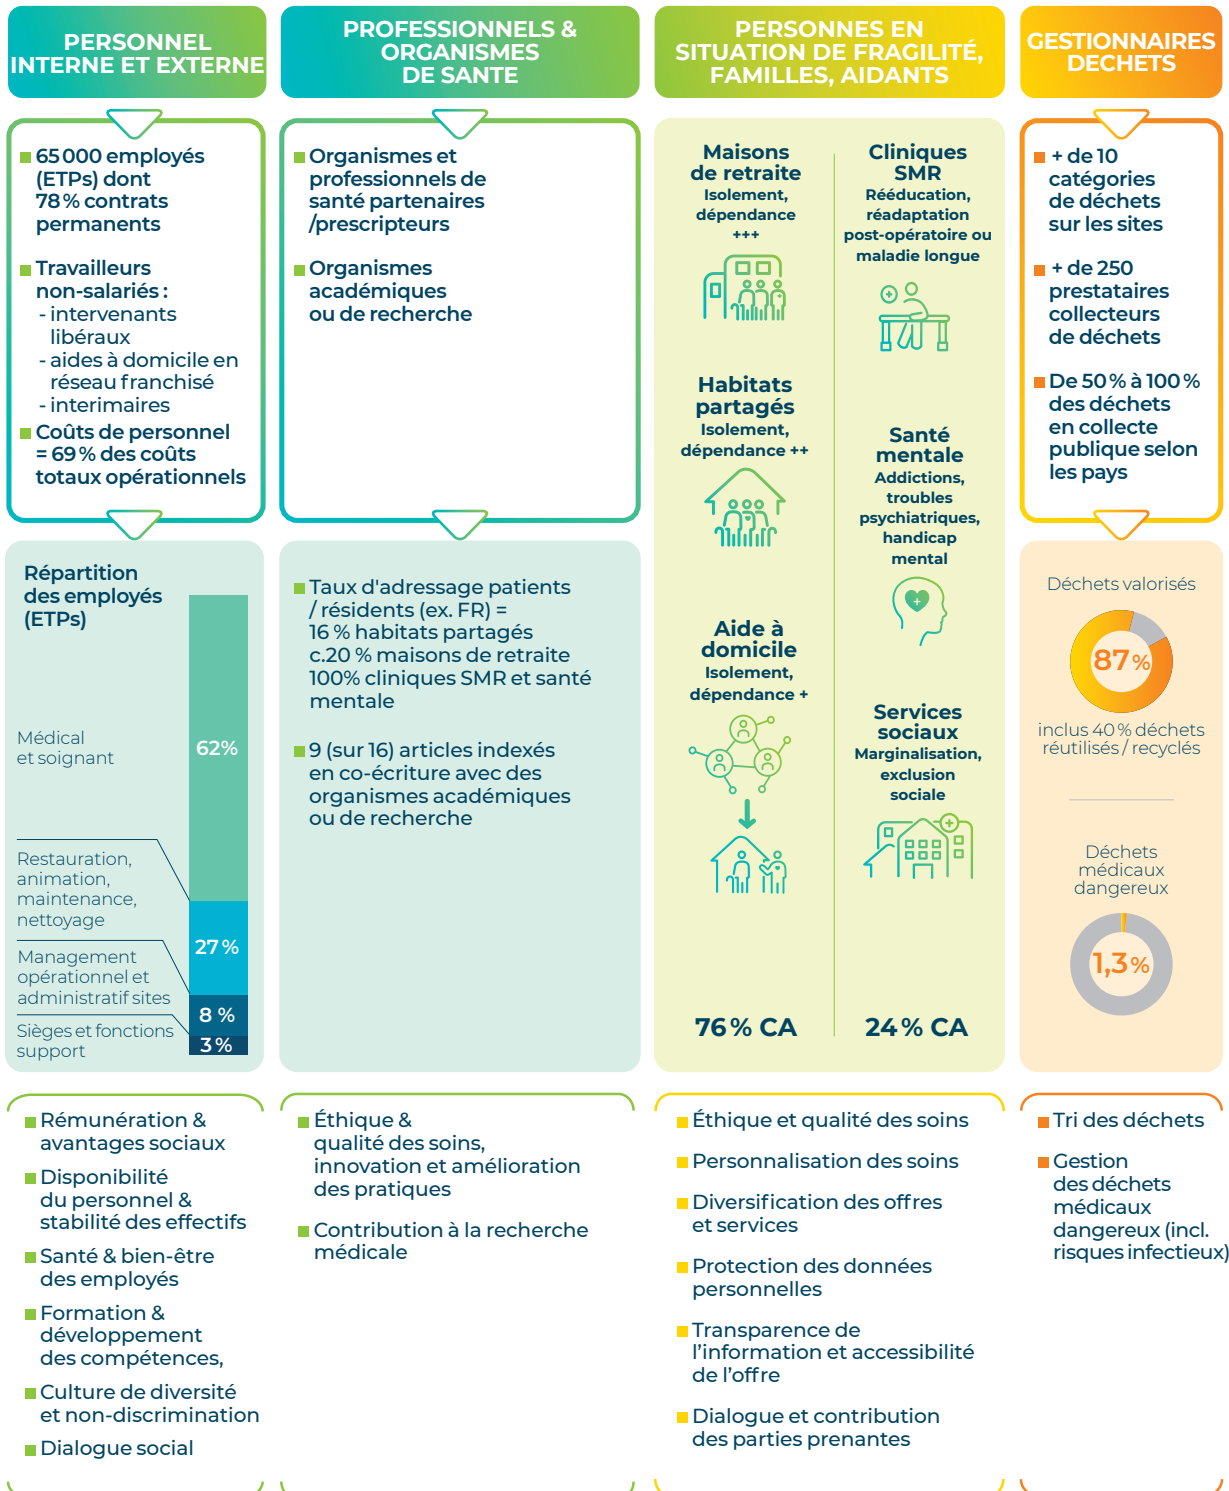 PERSONNEL
INTERNE ET EXTERNE
65 000 employés
(ETPs) dont
78 % contrats
permanents
Travailleurs
non-salariés :
- intervenants
libéraux
- aides à domicile en
réseau franchisé
- interimaires
Coûts de personnel
= 69 % des coûts
totaux opérationnels
Répartition
des employés
(ETPs)
Médical
et soignant
62%
Restauration,
animation,
maintenance,
nettoyage
27 %
Management
opérationnel et
administratif sites
8 %
Sièges et fonctions
support
3 %
Rémunération &
avantages sociaux
Disponibilité
du personnel &
stabilité des effectifs
Santé & bien-être
des employés
Formation &
développement
des compétences,
Culture de diversité
et non-discrimination
Dialogue social
PROFESSIONNELS &
ORGANISMES
DE SANTE
Organismes et
professionnels de
santé partenaires
/prescripteurs
Organismes
académiques
ou de recherche
Taux d'adressage patients
/ résidents (ex. FR) =
16 % habitats partagés
c.20 % maisons de retraite
100% cliniques SMR et santé
mentale
9 (sur 16) articles indexés
en co-écriture avec des
organismes académiques
ou de recherche
Éthique &
qualité des soins,
innovation et amélioration
des pratiques
Contribution à la recherche
médicale
PERSONNES EN
SITUATION DE FRAGILITÉ,
FAMILLES, AIDANTS
Maisons
de retraite
Isolement,
dépendance
+++
Habitats
partagés
Isolement,
dépendance ++
Aide à
domicile
Isolement,
dépendance +
76 % CA
Cliniques
SMR
Rééducation,
réadaptation
post-opératoire ou
maladie longue
Santé
mentale
Addictions,
troubles
psychiatriques,
handicap
mental
Services
sociaux
Marginalisation,
exclusion
sociale
24 % CA
Éthique et qualité des soins
Personnalisation des soins
Diversification des offres
et services
Protection des données
personnelles
Transparence de
l’information et accessibilité
de l’offre
Dialogue et contribution
des parties prenantes
GESTIONNAIRES
DECHETS
+ de 10
catégories
de déchets
sur les sites
+ de 250
prestataires
collecteurs
de déchets
De 50 % à 100 %
des déchets
en collecte
publique selon
les pays
Déchets valorisés
87 %
inclus 40 % déchets
réutilisés / recyclés
Déchets
médicaux
dangereux
1,3 %
Tri des déchets
Gestion
des déchets
médicaux
dangereux (incl.
risques infectieux)